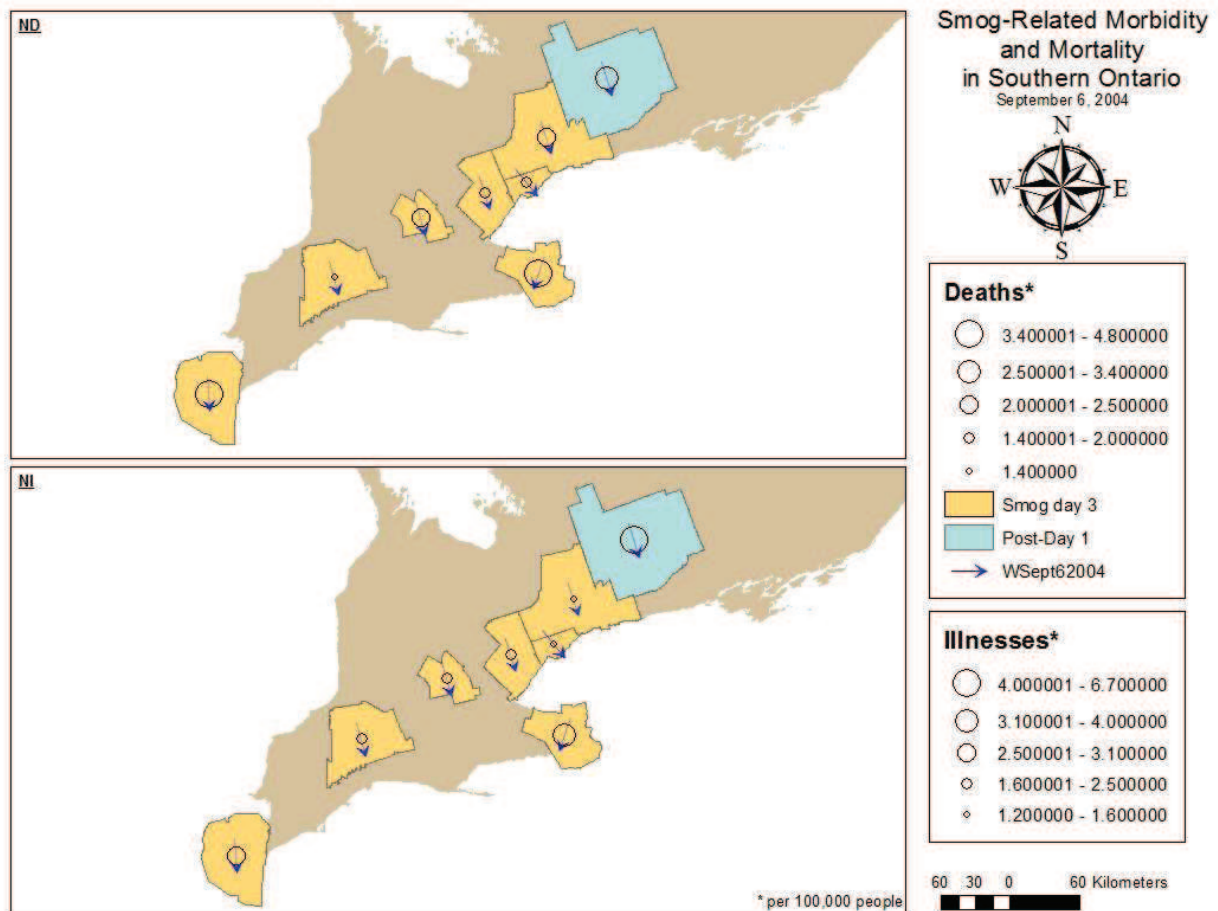 ND
NI
* per 100,000 people
Smog-Related Morbidity
and Mortality
in Southern Ontario
September 6, 2004
N
W
E
S
Deaths*
3.400001 - 4.800000
2.500001 - 3.400000
2.000001 - 2.500000
1.400001 - 2.000000
1.400000
Smog day 3
Post-Day 1
WSept62004
Illnesses*
4.000001 - 6.700000
3.100001 - 4.000000
2.500001 - 3.100000
1.600001 - 2.500000
1.200000 - 1.600000
60 30 0 60 Kilometers